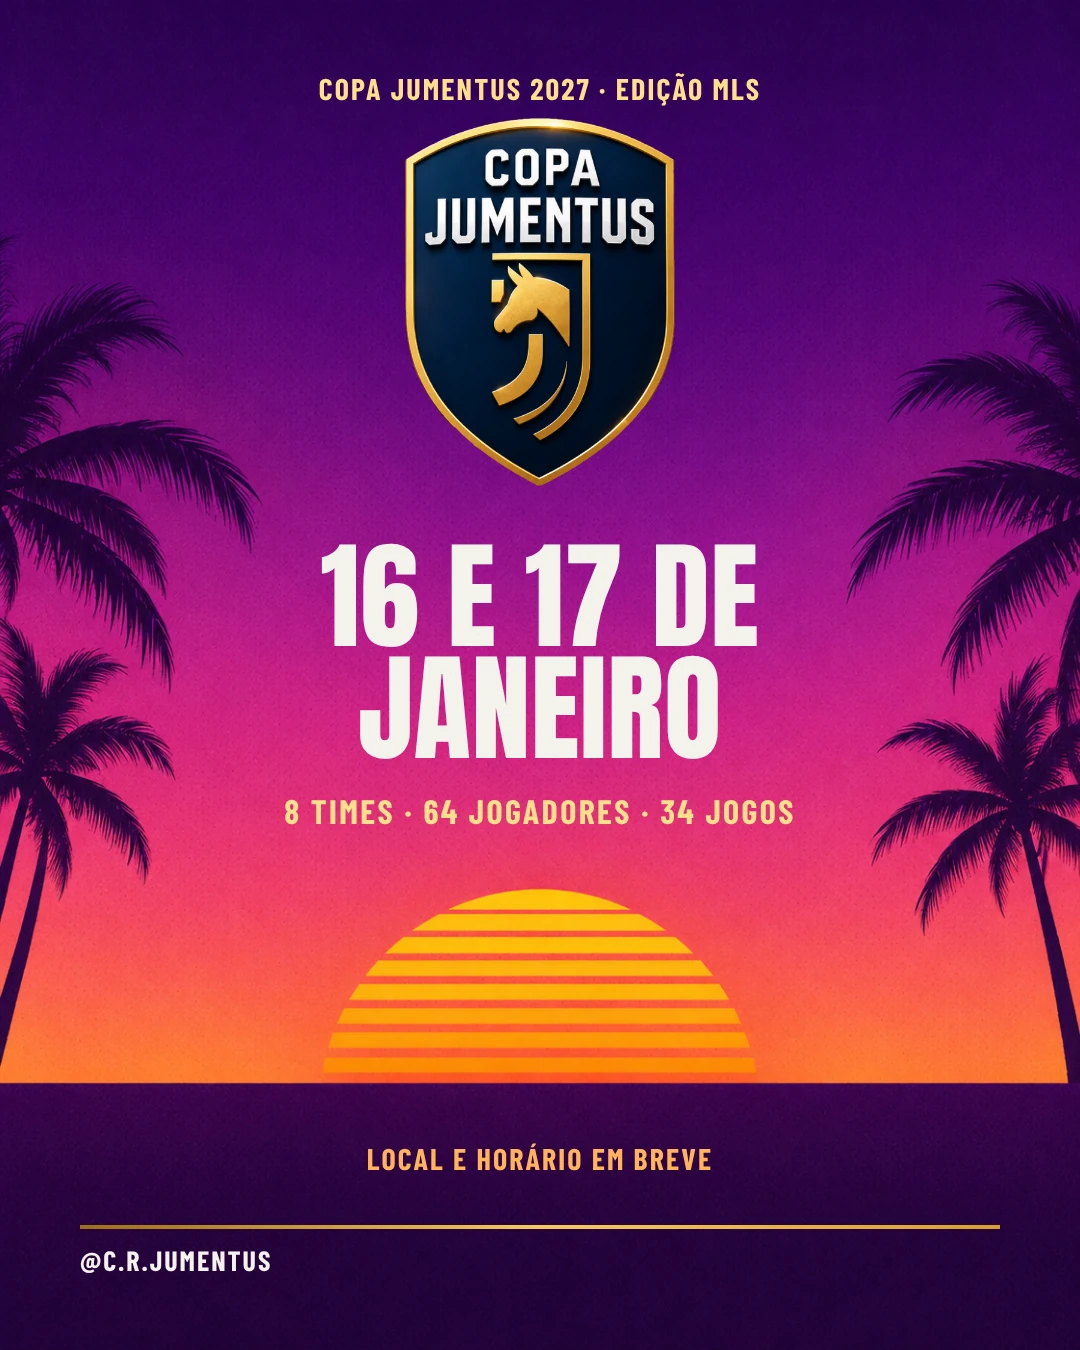 COPA JUMENTUS 2027 · EDIÇÃO MLS
COPA
JUMENTUS
16 E 17 DE
JANEIRO
8 TIMES · 64 JOGADORES · 34 JOGOS
LOCAL E HORÁRIO EM BREVE
@C.R.JUMENTUS